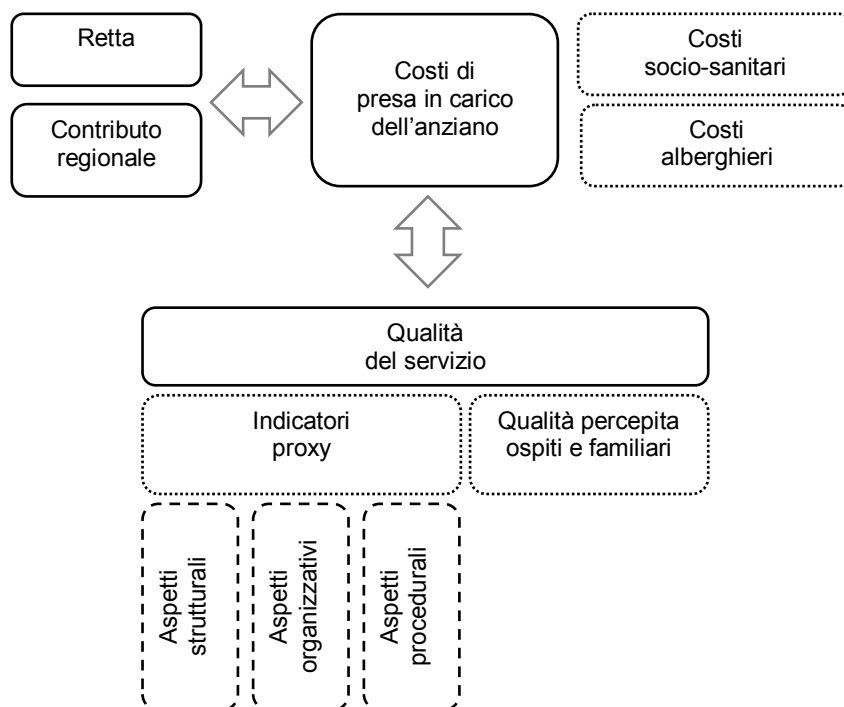 Retta
Contributo
regionale
Costi di
presa in carico
dell'anziano
Costi
socio-sanitari
Costi
alberghieri
Qualità
del servizio
Indicatori
proxy
Qualità percepita
ospiti e familiari
Aspetti
strutturali
Aspetti
organizzativi
Aspetti
procedurali